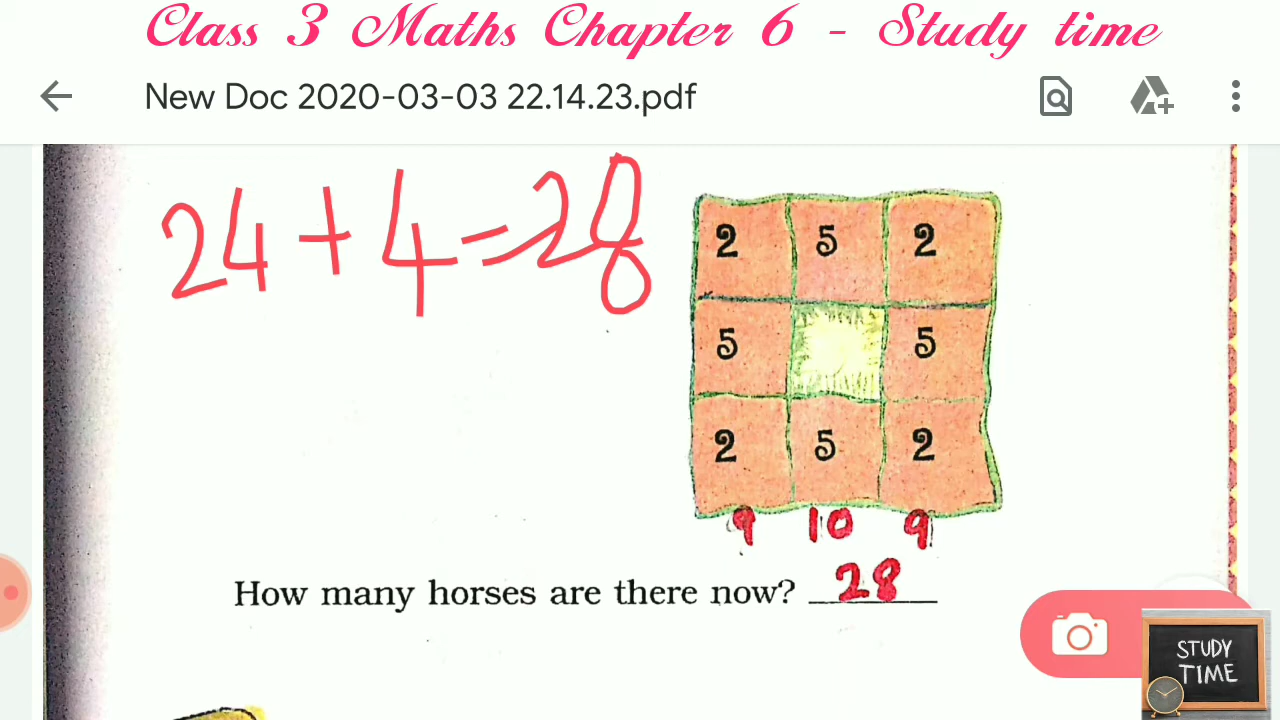 Class 3 Maths Chapter 6 - Study time
New Doc 2020-03-03 22.14.23.pdf
24 + 4 = 28
2 5 2
5 5
2 5 2
9 10 9
How many horses are there now? 28
STUDY
TIME